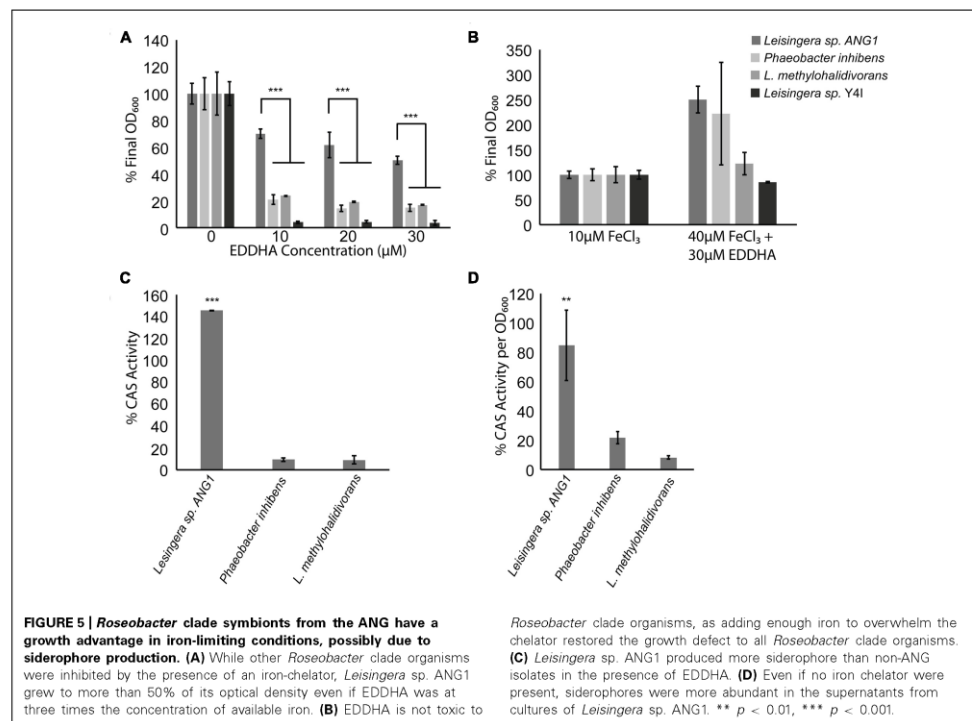 A
% Final OD600
140
120
100
80
60
40
20
0
***
***
***
0 10 20 30
EDDHA Concentration (µM)
B
% Final OD600
350
300
250
200
150
100
50
0
Leisingera sp. ANG1
Phaeobacter inhibens
L. methylohalidivorans
Leisingera sp. Y4I
10µM FeCl3
40µM FeCl3 +
30µM EDDHA
C
% CAS Activity
160
140
120
100
80
60
40
20
0
***
Lesingera sp. ANG1
Phaeobacter inhibens
L. methylohalidivorans
D
% CAS Activity per OD600
120
100
80
60
40
20
0
**
Leisingera sp. ANG1
Phaeobacter inhibens
L. methylohalidivorans
FIGURE 5 | Roseobacter clade symbionts from the ANG have a
growth advantage in iron-limiting conditions, possibly due to
siderophore production. (A) While other Roseobacter clade organisms
were inhibited by the presence of an iron-chelator, Leisingera sp. ANG1
grew to more than 50% of its optical density even if EDDHA was at
three times the concentration of available iron. (B) EDDHA is not toxic to
Roseobacter clade organisms, as adding enough iron to overwhelm the
chelator restored the growth defect to all Roseobacter clade organisms.
(C) Leisingera sp. ANG1 produced more siderophore than non-ANG
isolates in the presence of EDDHA. (D) Even if no iron chelator were
present, siderophores were more abundant in the supernatants from
cultures of Leisingera sp. ANG1. ** p < 0.01, *** p < 0.001.